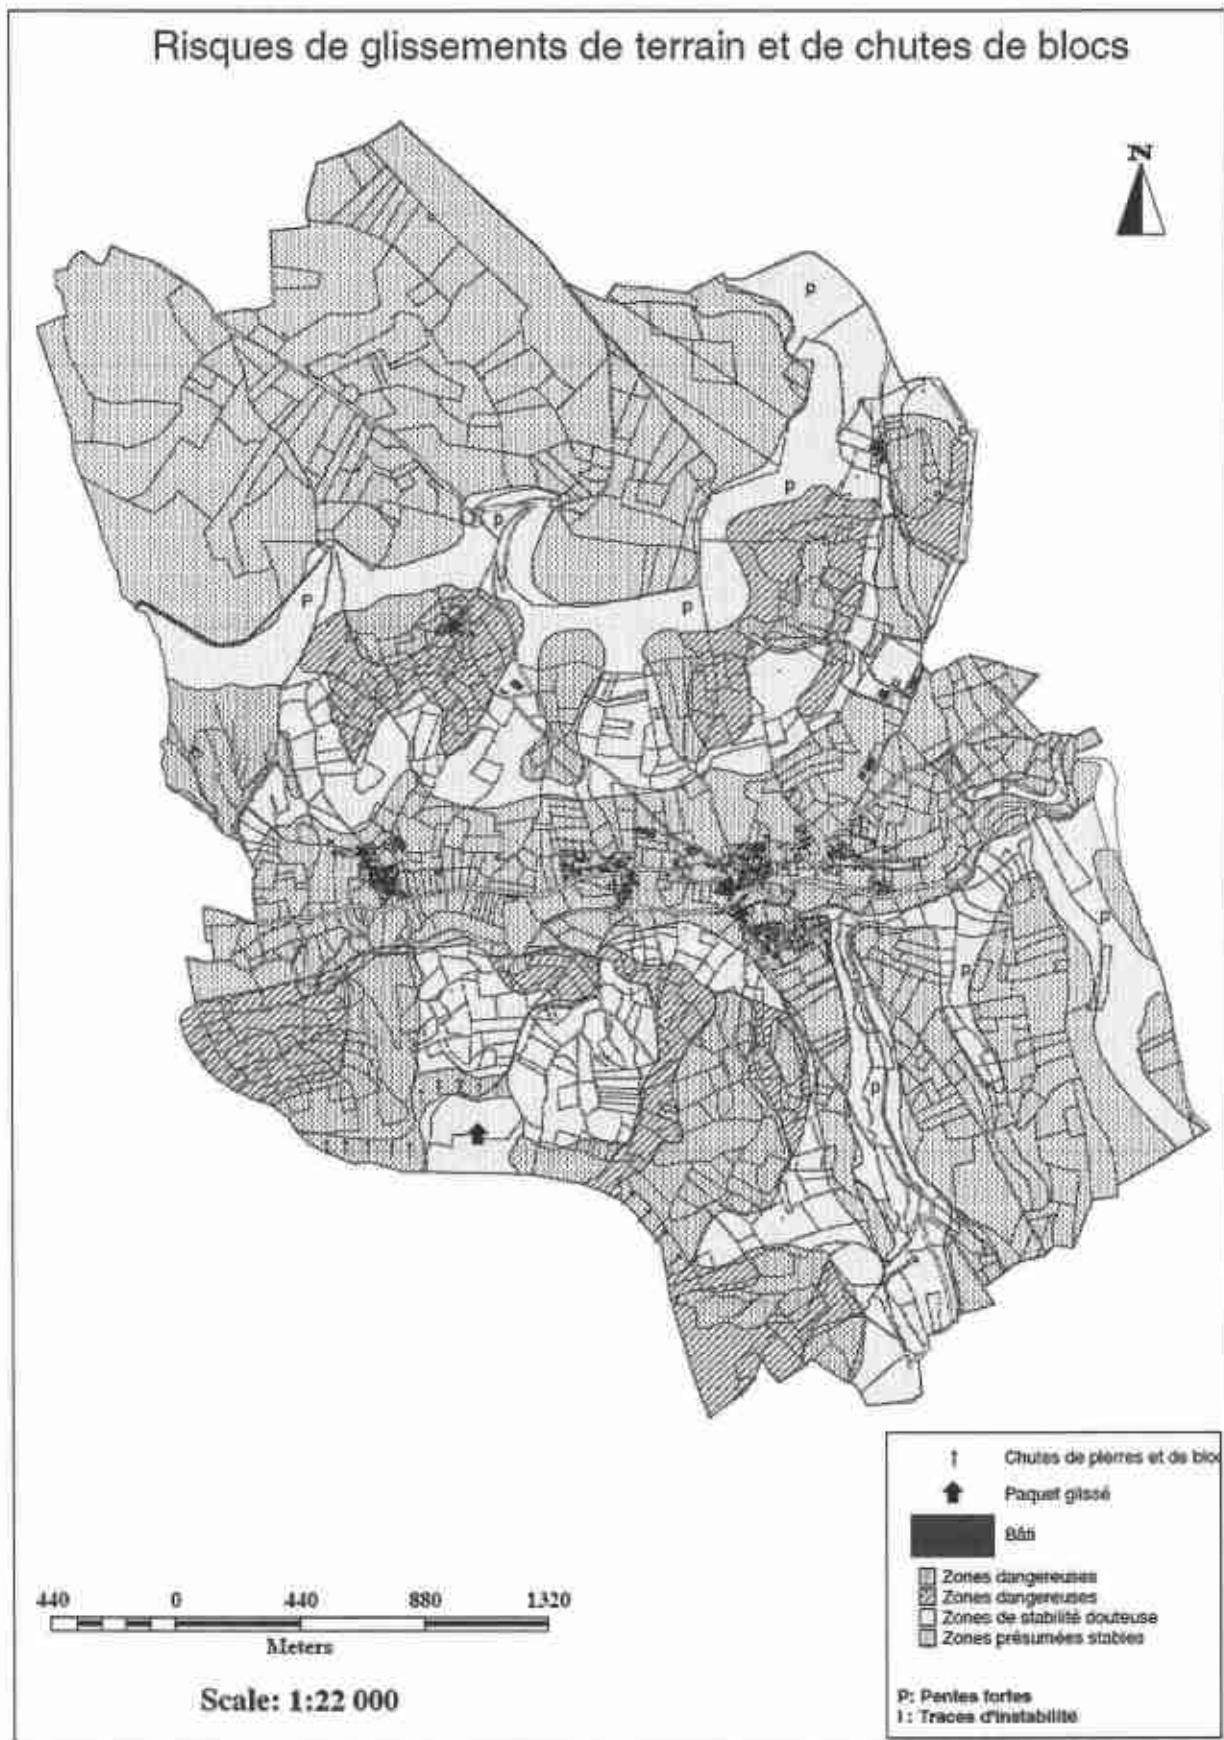 Risques de glissements de terrain et de chutes de blocs
N
P
P
P
P
P
P
P
P
P
440 0 440 880 1320
Meters
Scale: 1:22 000
Chutes de pierres et de bloc
Paquet glissé
Bâti
Zones dangereuses
Zones dangereuses
Zones de stabilité douteuse
Zones présumées stables
P: Pentes fortes
I : Traces d'instabilité